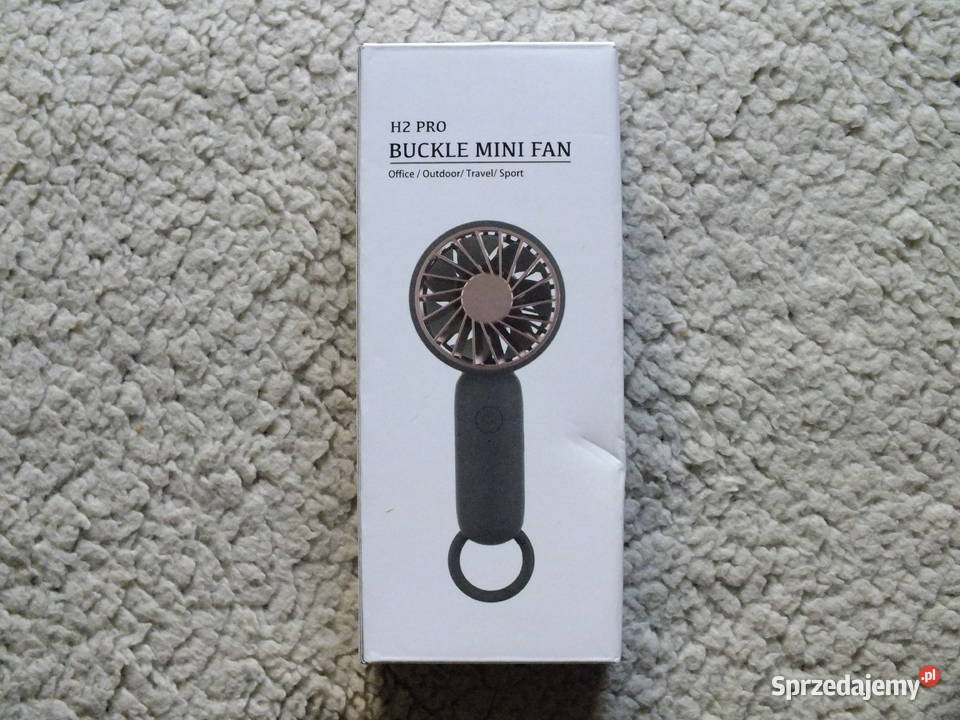 H2 PRO
BUCKLE MINI FAN
Office / Outdoor/ Travel/ Sport
Sprzedajemy.pl